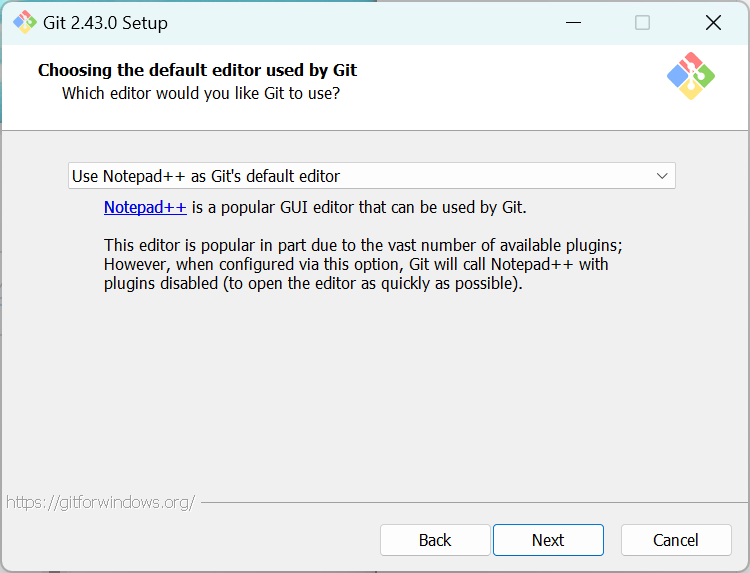 Git 2.43.0 Setup
Choosing the default editor used by Git
Which editor would you like Git to use?
Use Notepad++ as Git's default editor
Notepad++ is a popular GUI editor that can be used by Git.
This editor is popular in part due to the vast number of available plugins;
However, when configured via this option, Git will call Notepad++ with
plugins disabled (to open the editor as quickly as possible).
https://gitforwindows.org/
Back
Next
Cancel